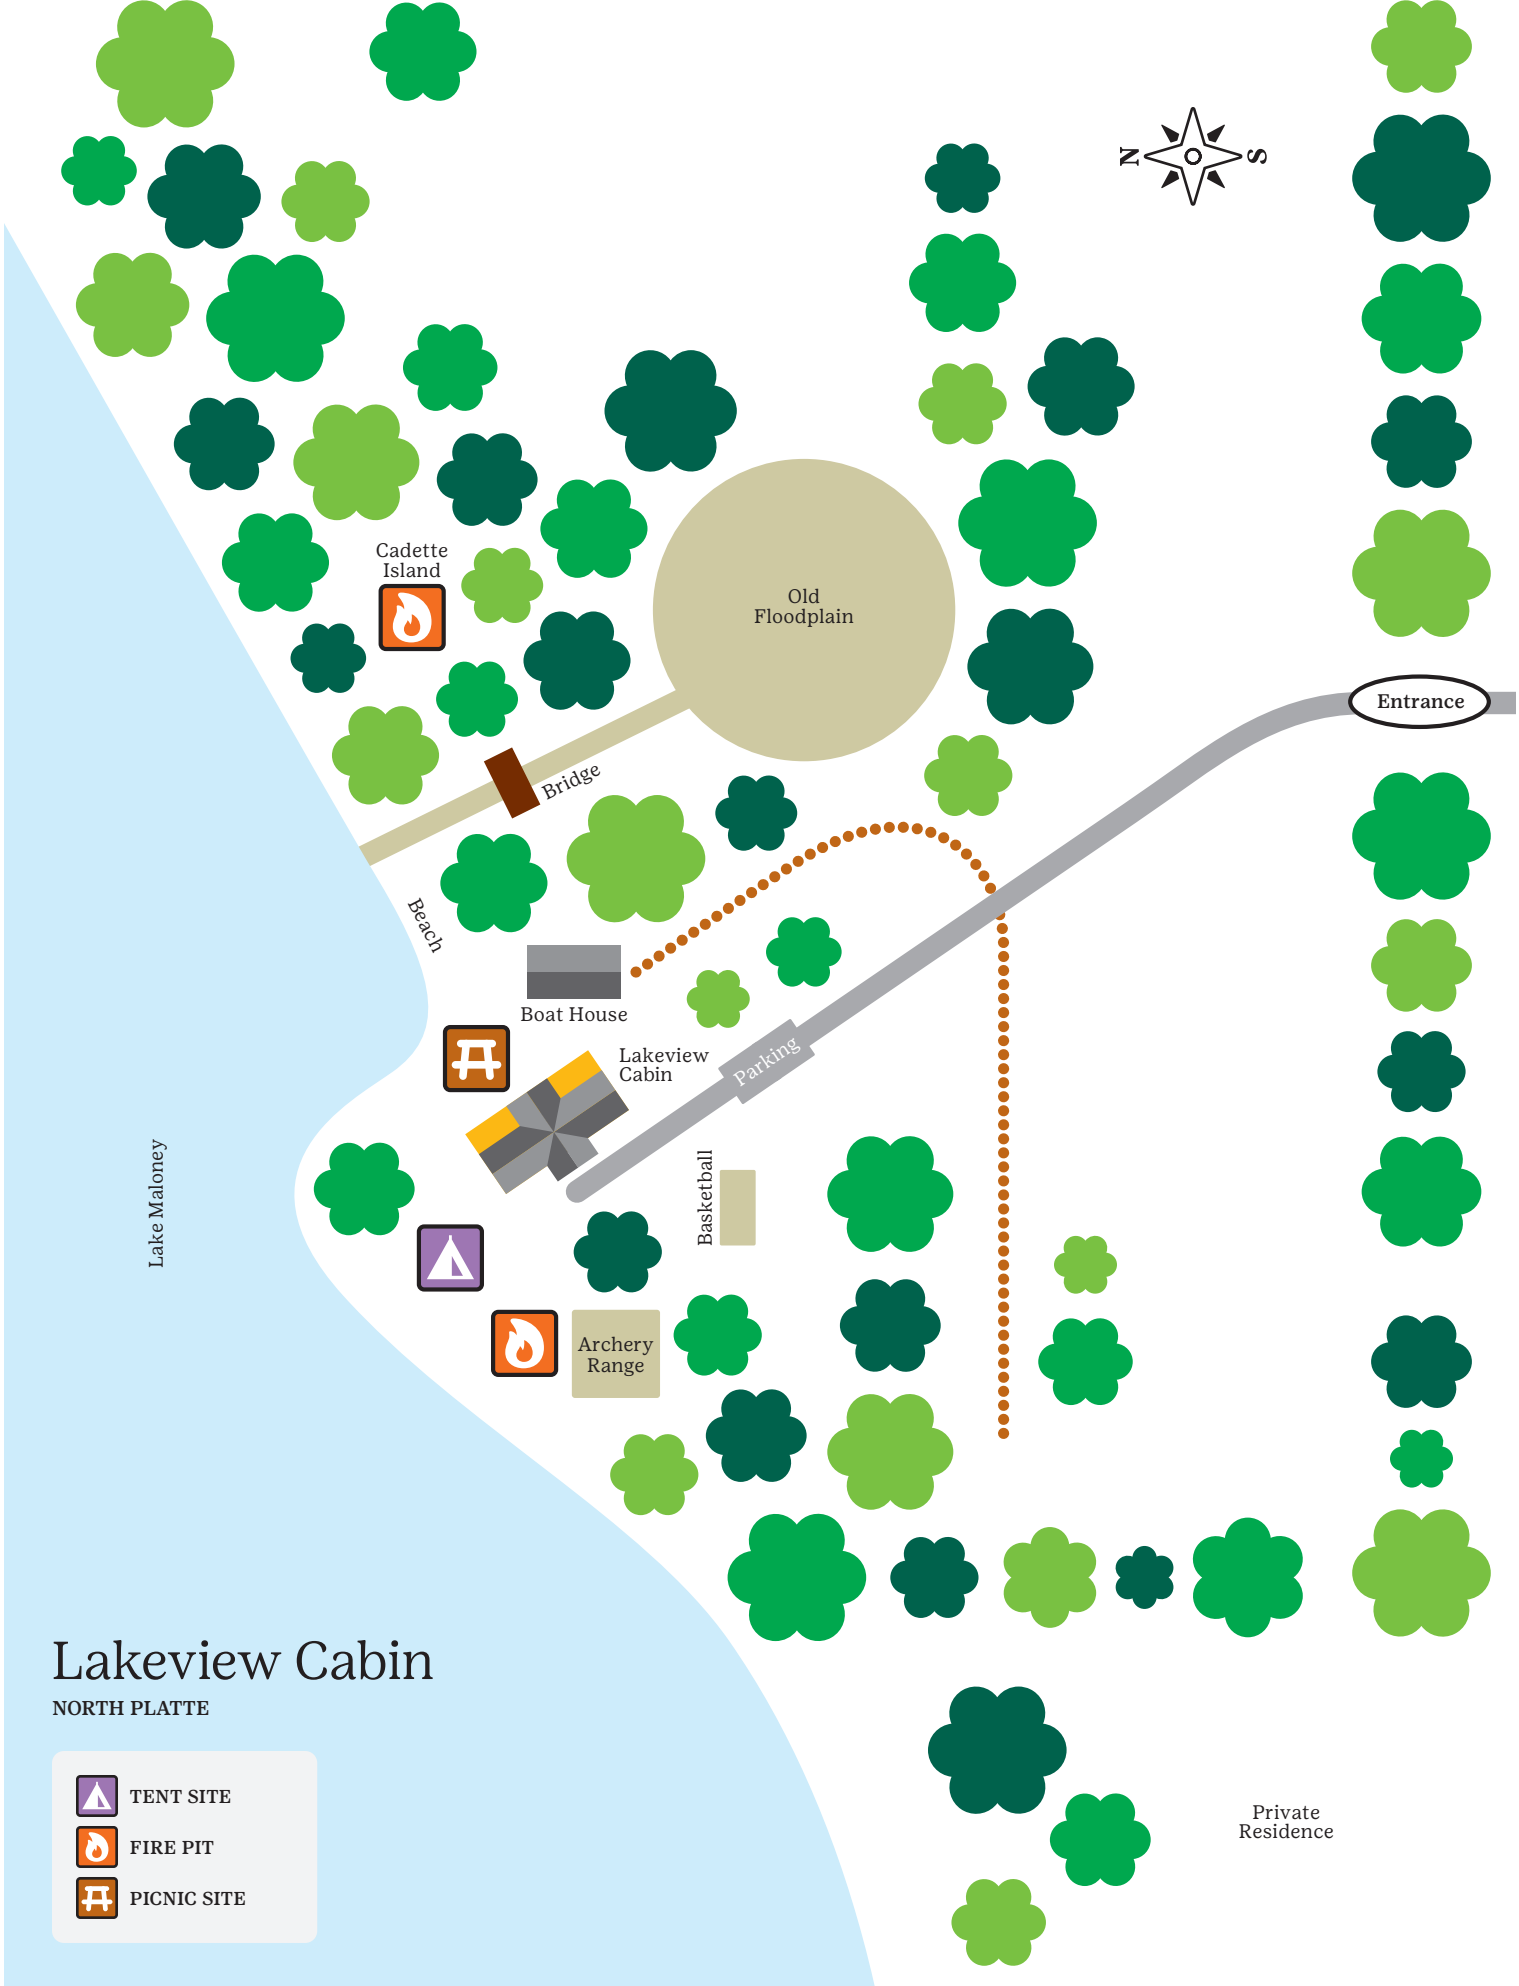 N
S
Cadette
Island
Old
Floodplain
Entrance
Bridge
Beach
Boat House
Lakeview
Cabin
Parking
Lake Maloney
Basketball
Archery
Range
Lakeview Cabin
NORTH PLATTE
TENT SITE
FIRE PIT
PICNIC SITE
Private
Residence